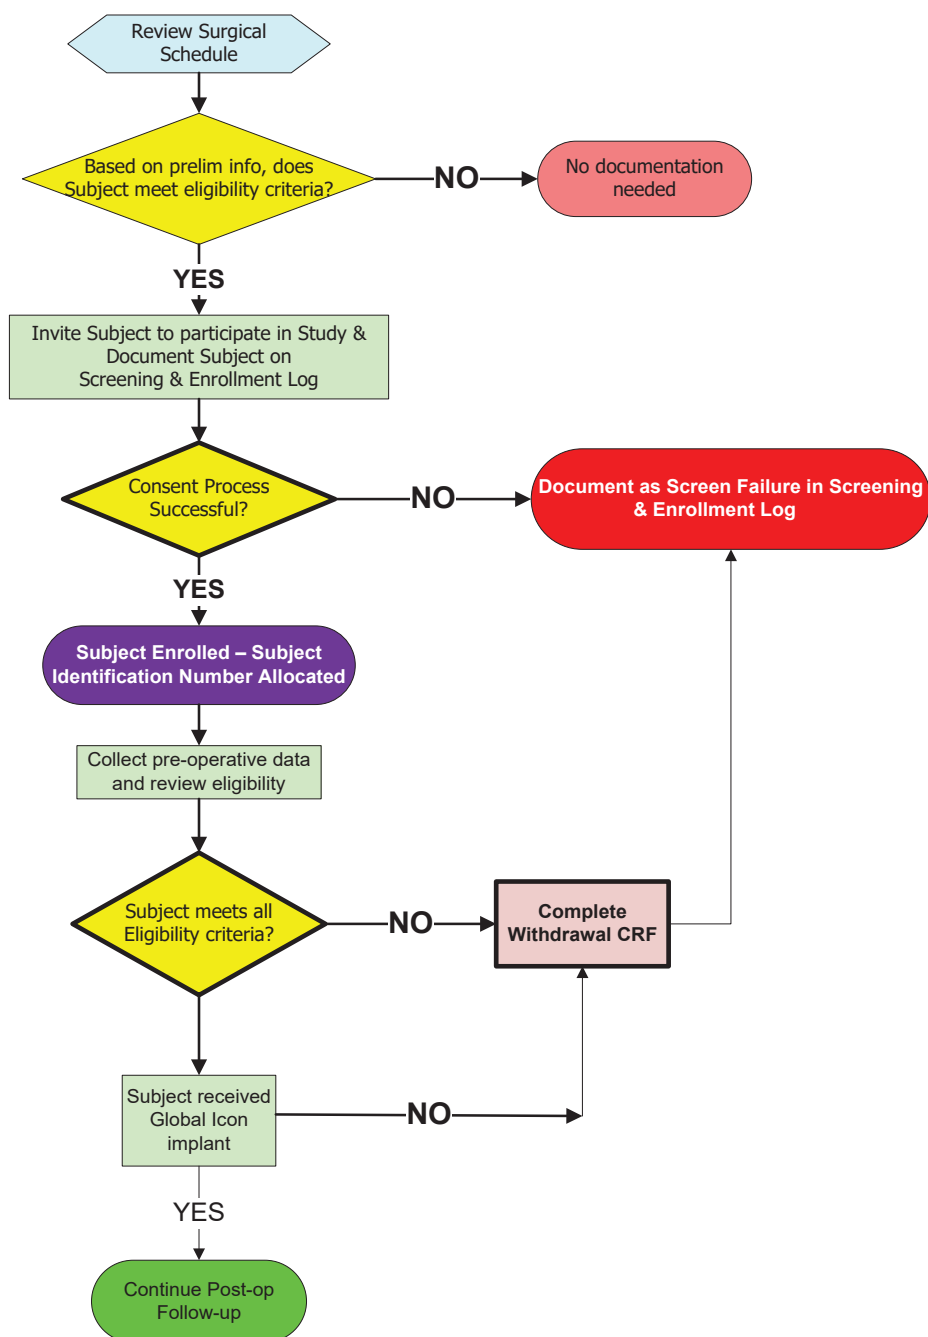 Review Surgical
Schedule
Based on prelim info, does
Subject meet eligibility criteria?
NO
No documentation
needed
YES
Invite Subject to participate in Study &
Document Subject on
Screening & Enrollment Log
Consent Process
Successful?
NO
Document as Screen Failure in Screening
& Enrollment Log
YES
Subject Enrolled – Subject
Identification Number Allocated
Collect pre-operative data
and review eligibility
Subject meets all
Eligibility criteria?
NO
Complete
Withdrawal CRF
Subject received
Global Icon
implant
NO
YES
Continue Post-op
Follow-up